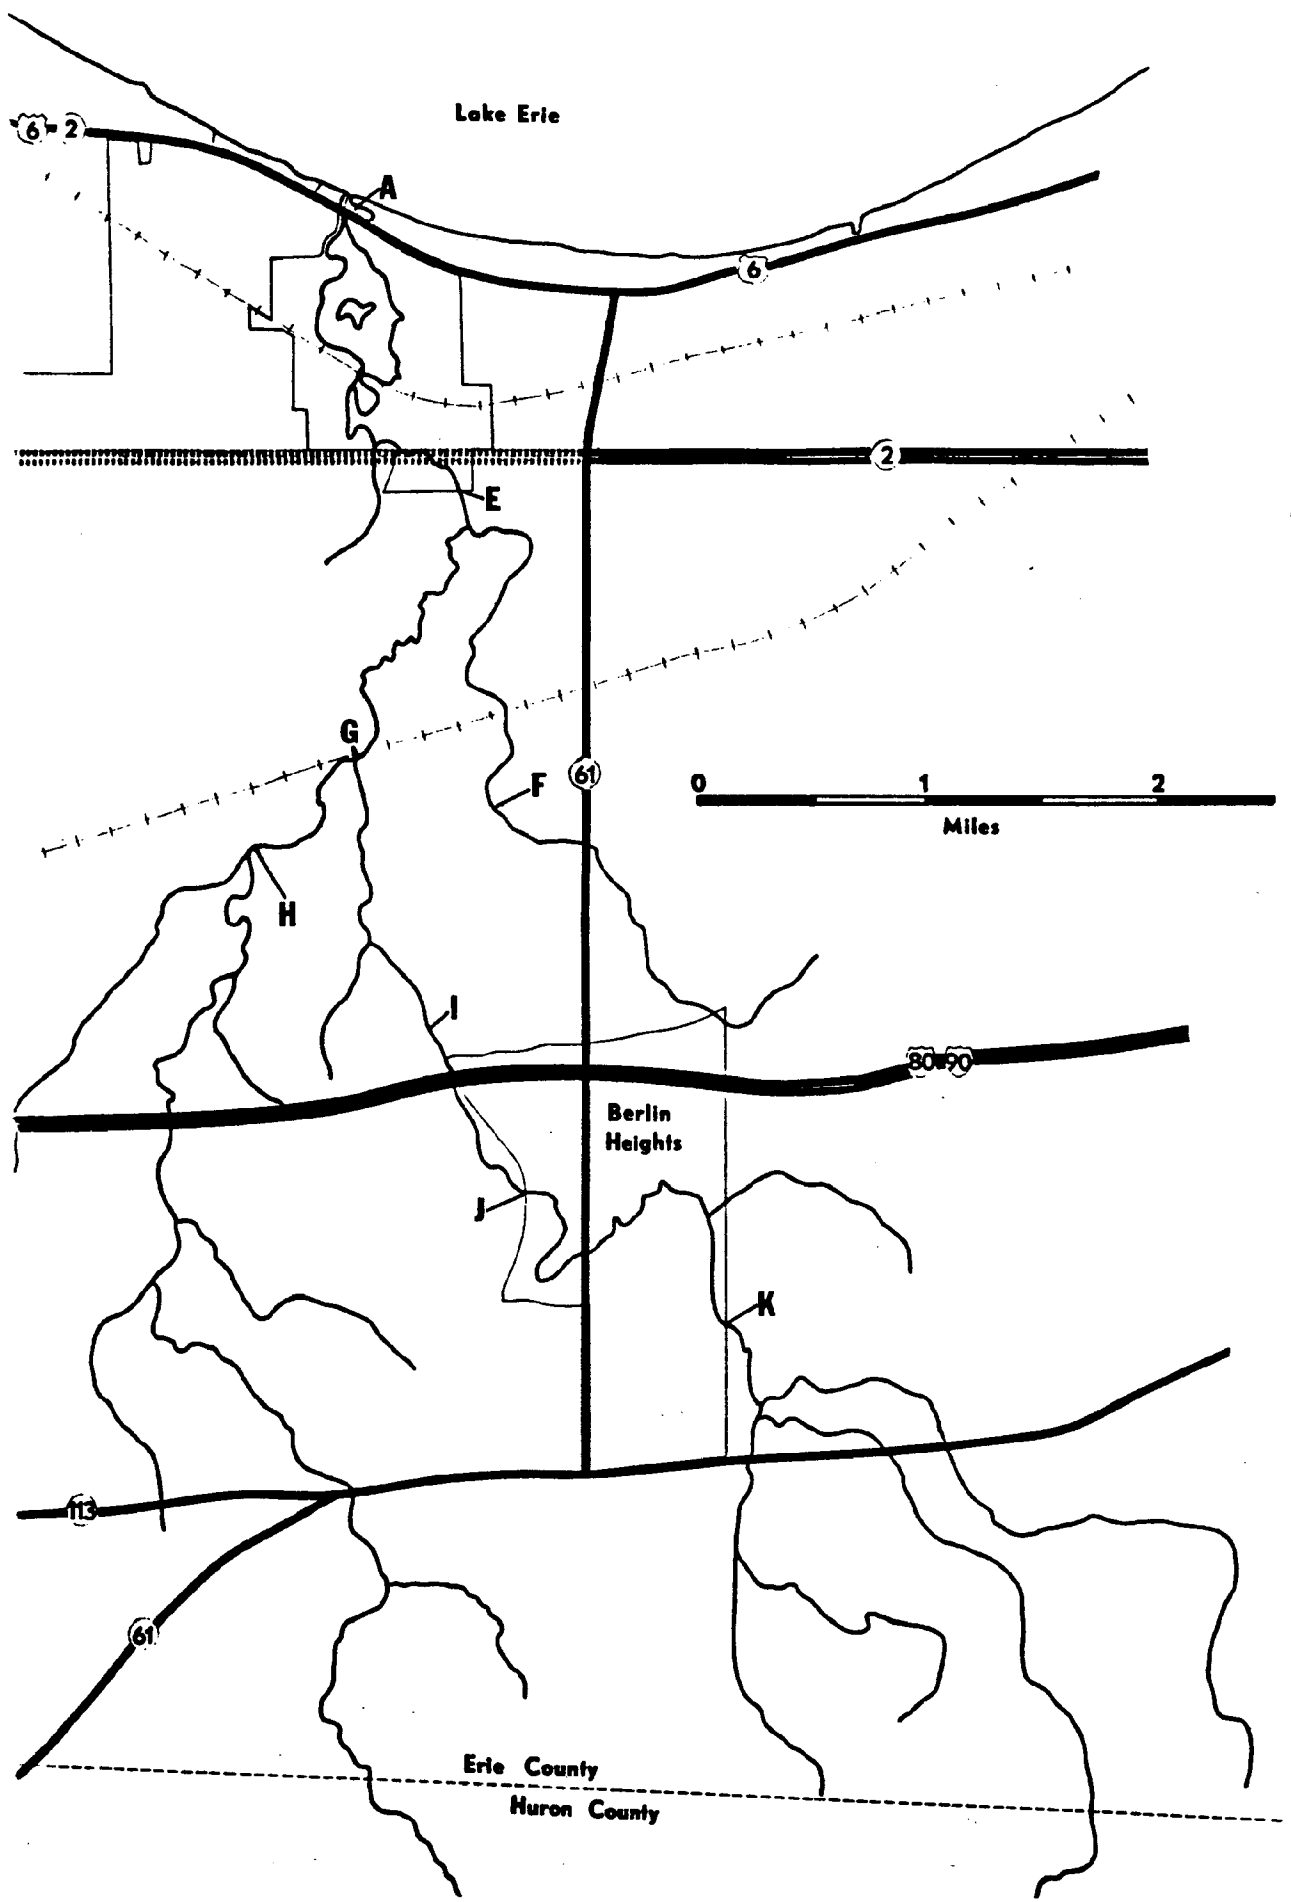 Lake Erie
6 2
A
6
2
E
G
61
F
0 1 2
Miles
H
I
80 90
Berlin
Heights
J
K
113
61
Erie County
Huron County